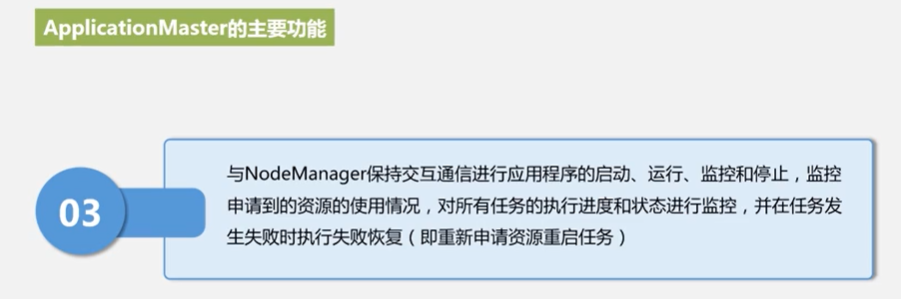 ApplicationMaster的主要功能
03
与NodeManager保持交互通信进行应用程序的启动、运行、监控和停止，监控
申请到的资源的使用情况，对所有任务的执行进度和状态进行监控，并在任务发
生失败时执行失败恢复（即重新申请资源重启任务）